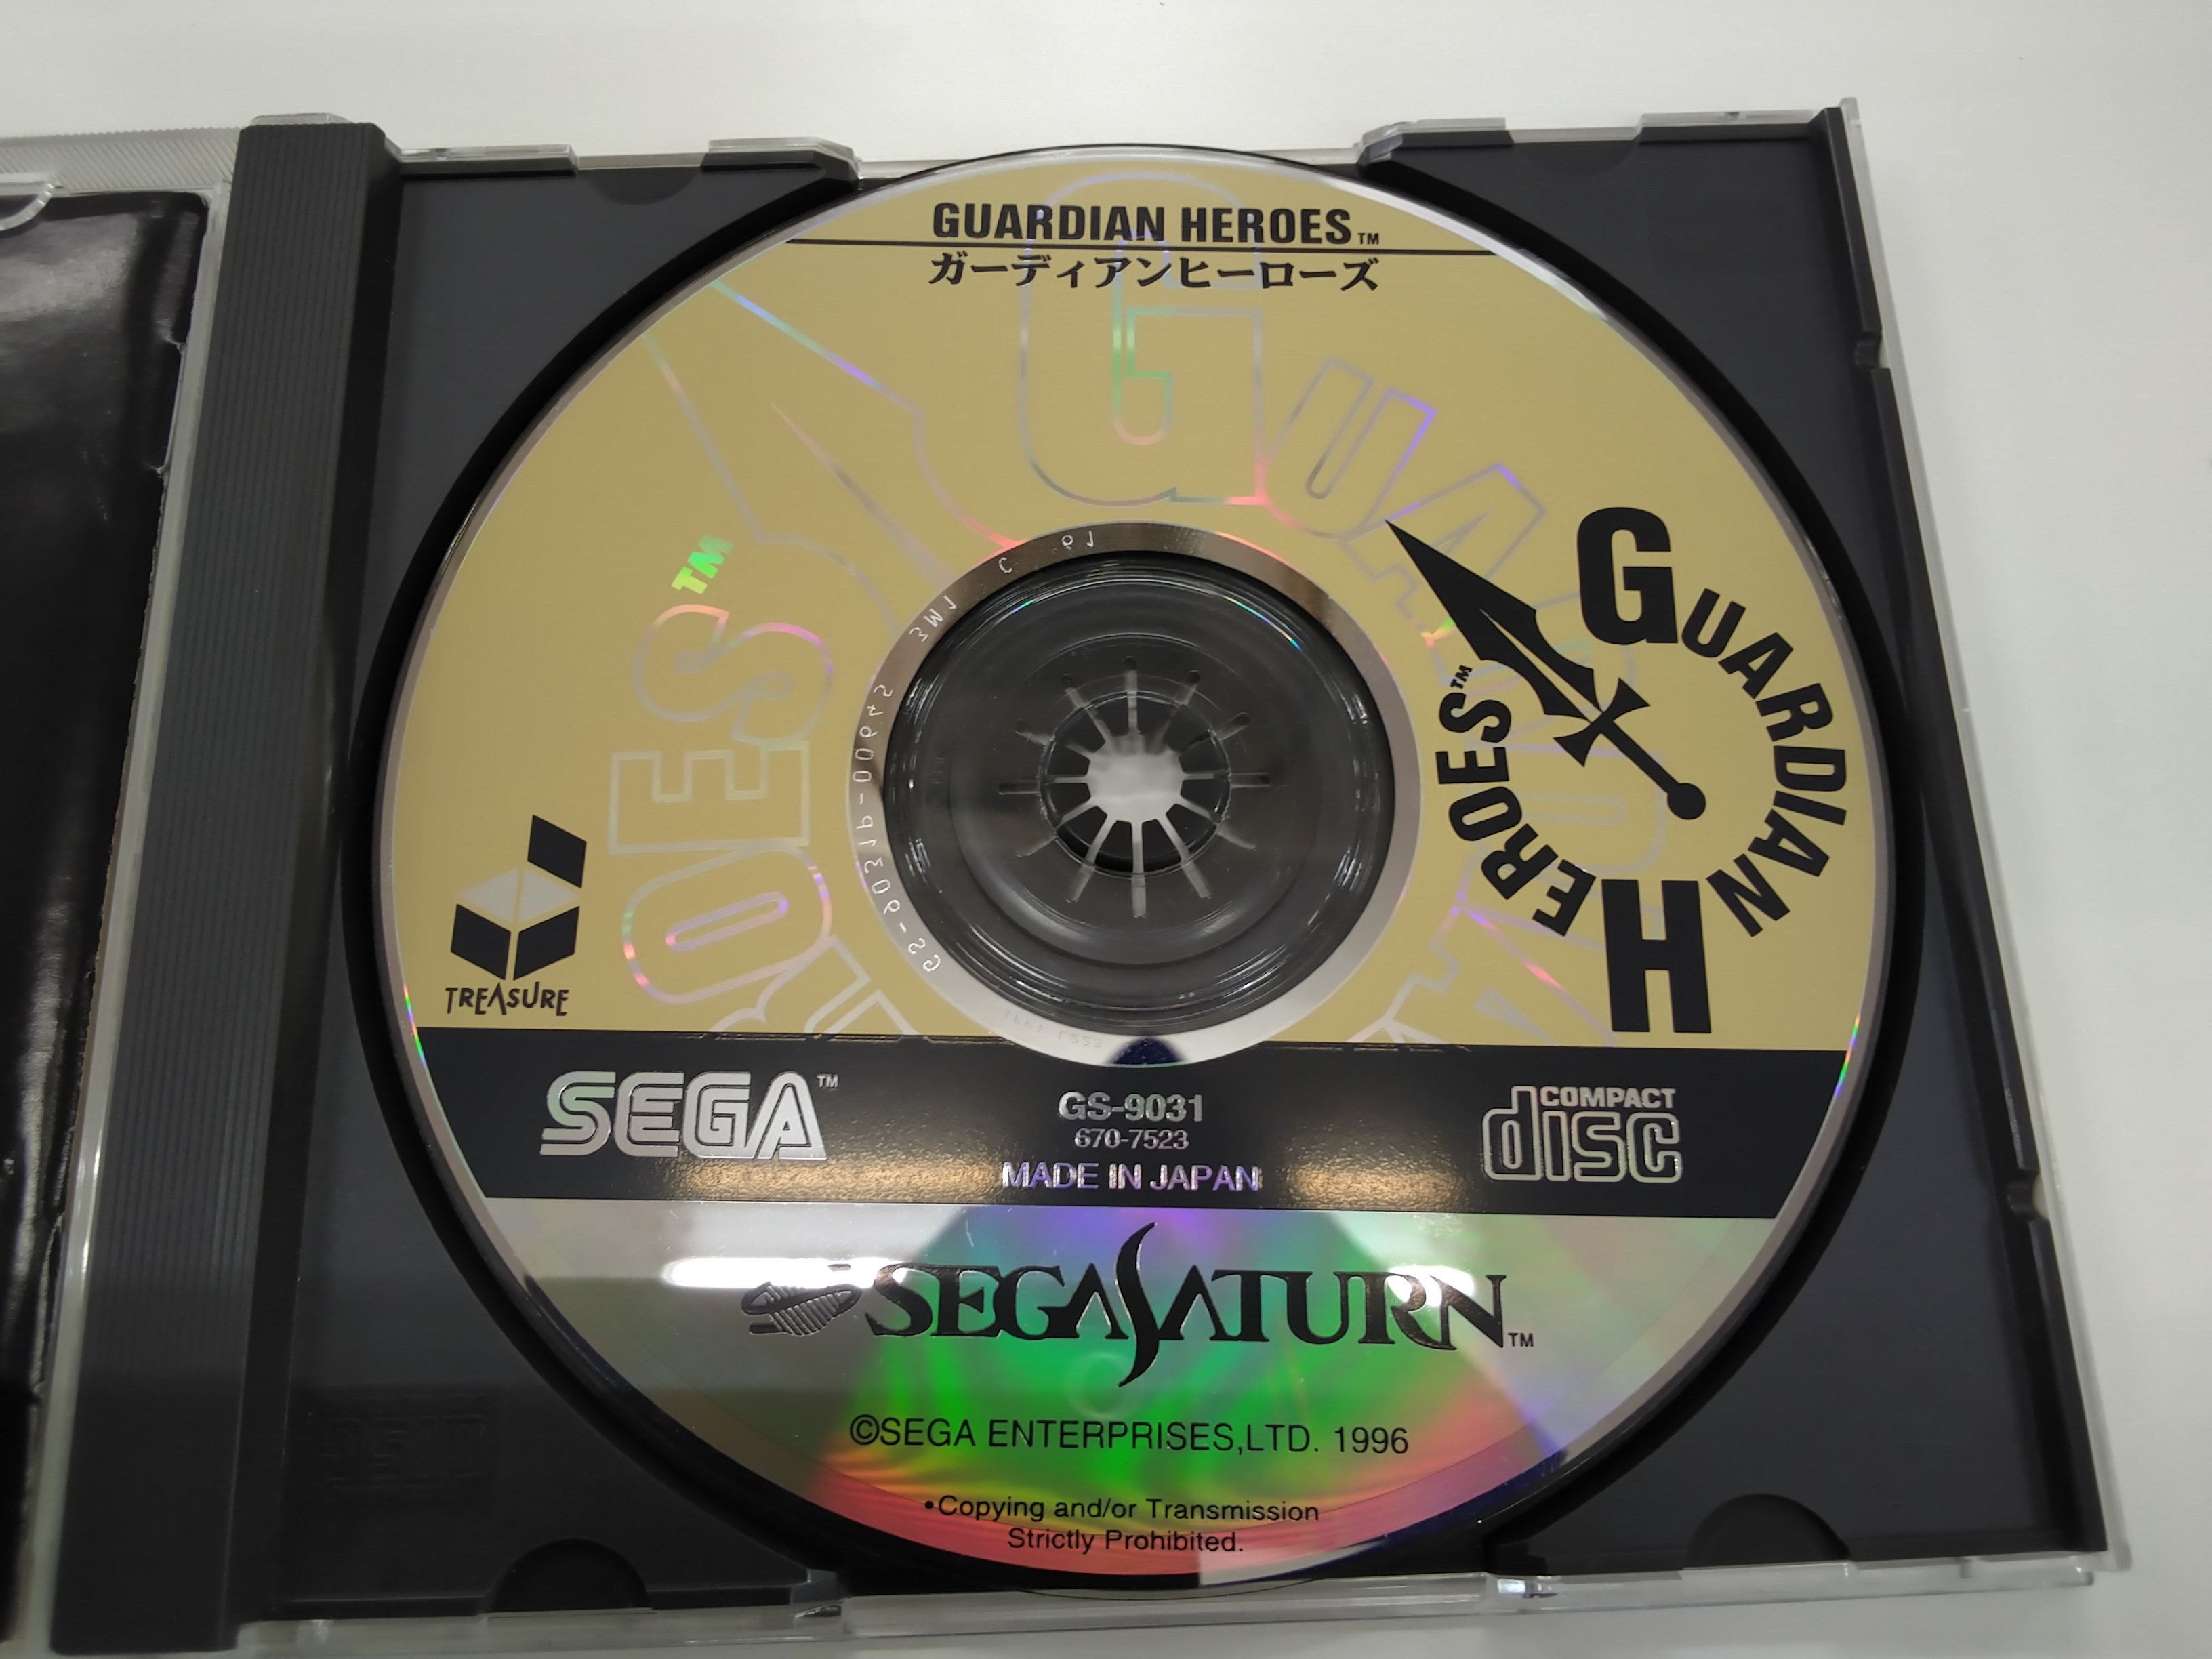 GUARDIAN HEROES™
ガーディアンヒーローズ
GUARDIAN
HEROES™
TREASURE
SEGA™
GS-9031
670-7523
MADE IN JAPAN
COMPACT
disc
SEGA SATURN™
©SEGA ENTERPRISES,LTD. 1996
•Copying and/or Transmission
Strictly Prohibited.